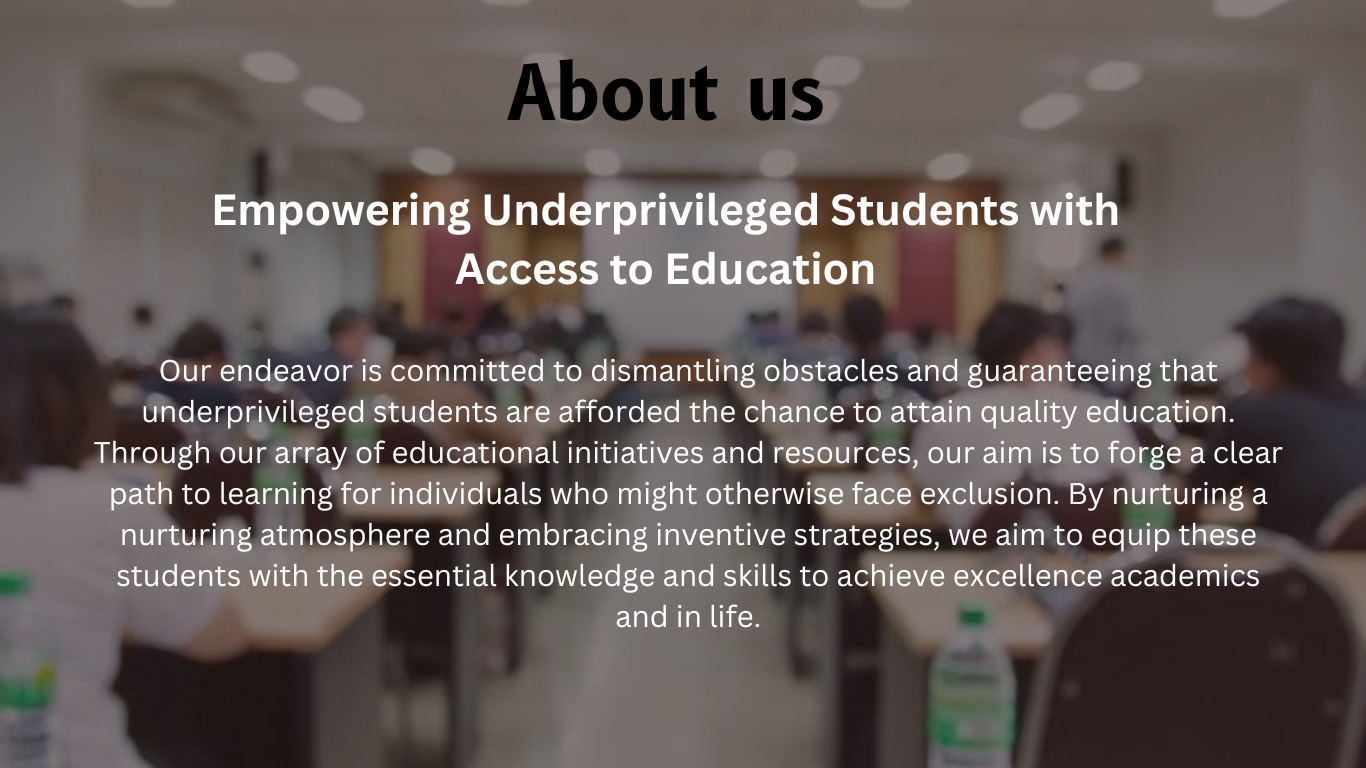 About us
Empowering Underprivileged Students with
Access to Education
Our endeavor is committed to dismantling obstacles and guaranteeing that
underprivileged students are afforded the chance to attain quality education.
Through our array of educational initiatives and resources, our aim is to forge a clear
path to learning for individuals who might otherwise face exclusion. By nurturing a
nurturing atmosphere and embracing inventive strategies, we aim to equip these
students with the essential knowledge and skills to achieve excellence academics
and in life.